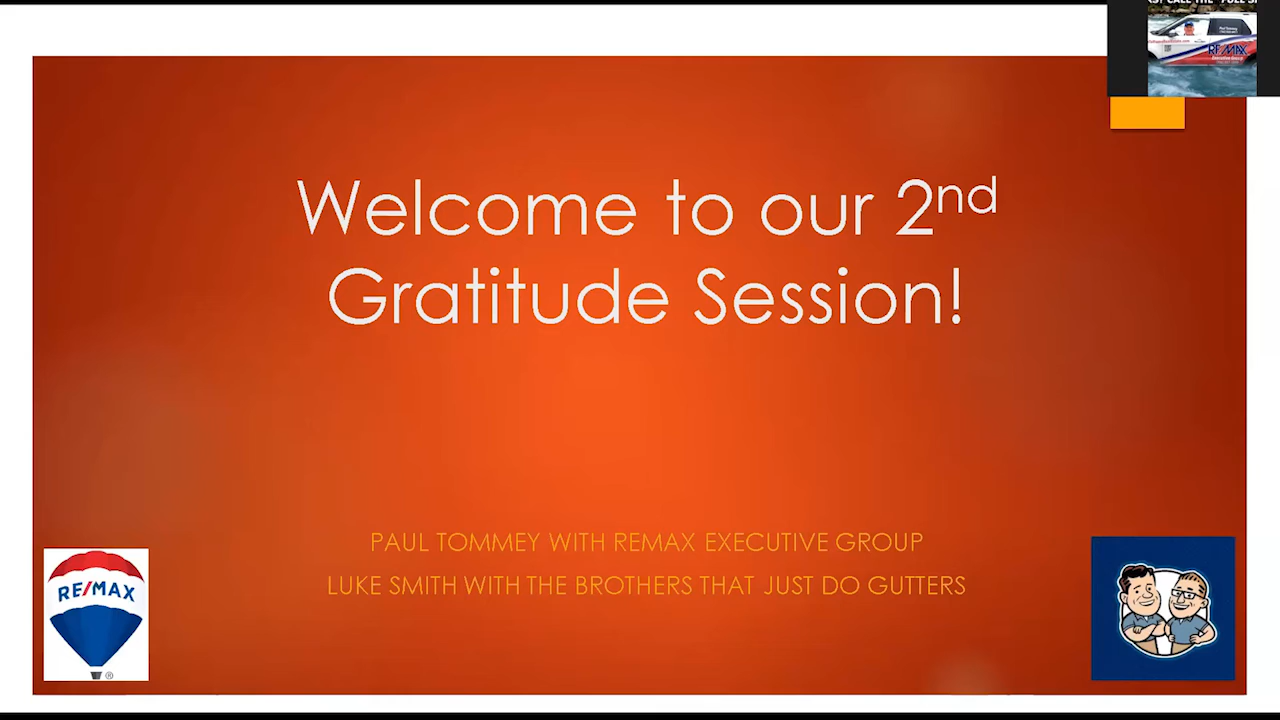 Welcome to our 2nd
Gratitude Session!
PAUL TOMMEY WITH REMAX EXECUTIVE GROUP
LUKE SMITH WITH THE BROTHERS THAT JUST DO GUTTERS
RE/MAX
®
RE/MAX